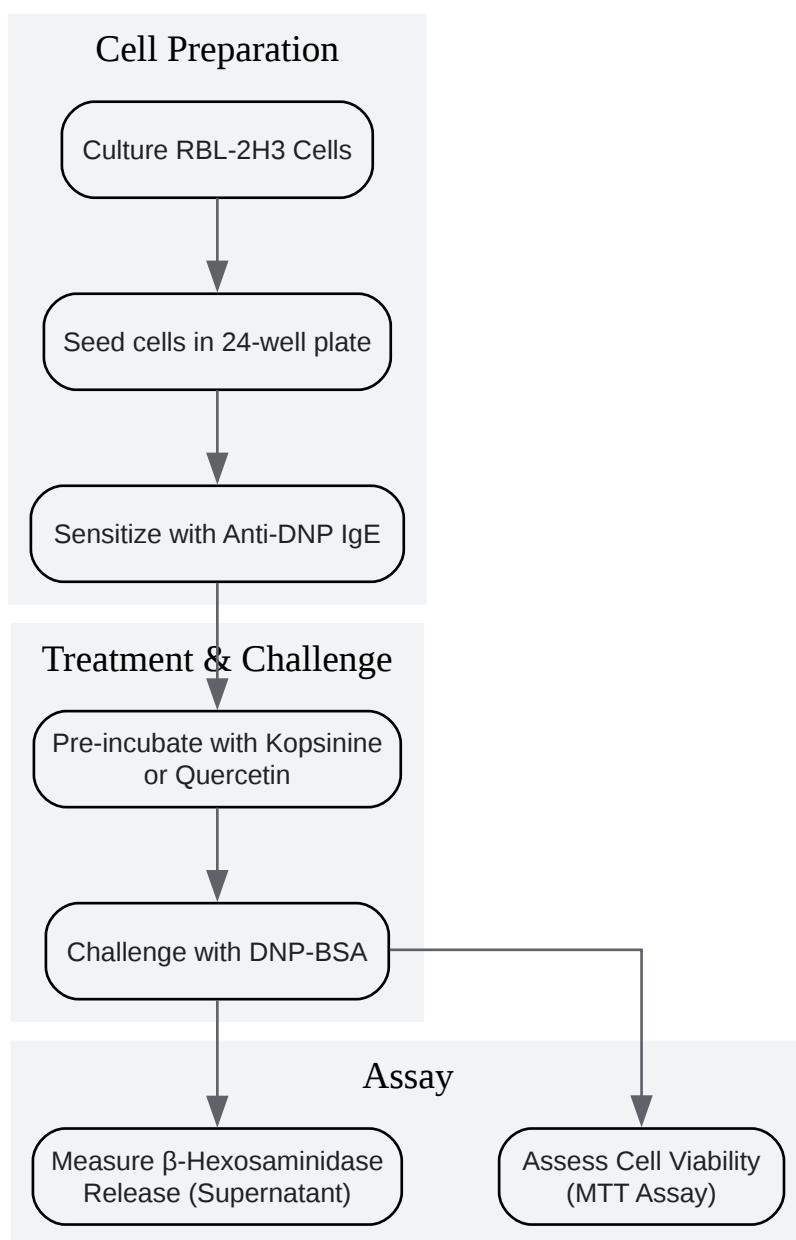 Cell Preparation
Culture RBL-2H3 Cells
Seed cells in 24-well plate
Sensitize with Anti-DNP IgE
Treatment & Challenge
Pre-incubate with Kopsinine
or Quercetin
Challenge with DNP-BSA
Assay
Measure β-Hexosaminidase
Release (Supernatant)
Assess Cell Viability
(MTT Assay)